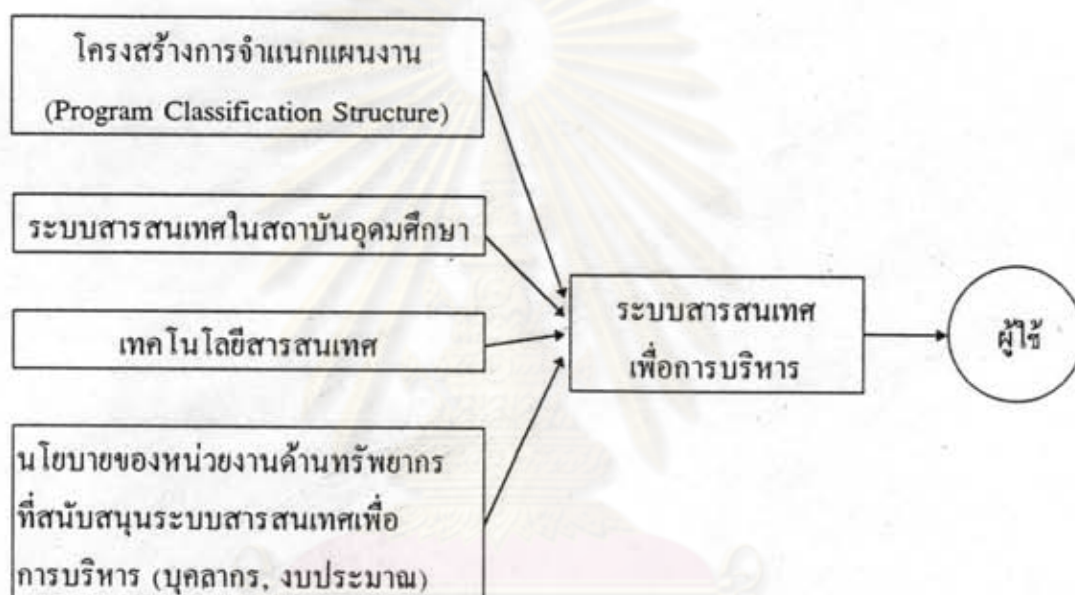 โครงสร้างการจำแนกแผนงาน
(Program Classification Structure)
ระบบสารสนเทศในสถาบันอุดมศึกษา
เทคโนโลยีสารสนเทศ
นโยบายของหน่วยงานด้านทรัพยากร
ที่สนับสนุนระบบสารสนเทศเพื่อ
การบริหาร (บุคลากร, งบประมาณ)
ระบบสารสนเทศ
เพื่อการบริหาร
ผู้ใช้